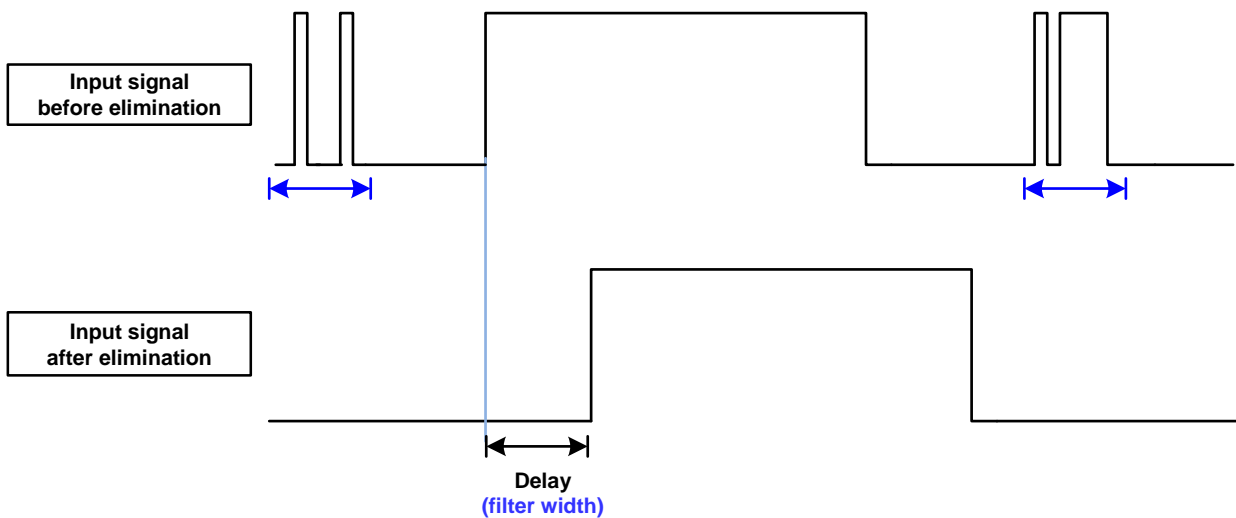 Input signal
before elimination
Input signal
after elimination
Delay
(filter width)